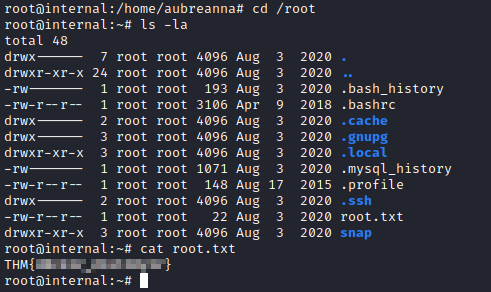 root@internal:/home/aubreanna# cd /root
root@internal:~# ls -la
total 48
drwx------  7 root root 4096 Aug  3  2020 .
drwxr-xr-x 24 root root 4096 Aug  3  2020 ..
-rw-------  1 root root  193 Aug  3  2020 .bash_history
-rw-r--r--  1 root root 3106 Apr  9  2018 .bashrc
drwx------  2 root root 4096 Aug  3  2020 .cache
drwx------  3 root root 4096 Aug  3  2020 .gnupg
drwxr-xr-x  3 root root 4096 Aug  3  2020 .local
-rw-------  1 root root 1071 Aug  3  2020 .mysql_history
-rw-r--r--  1 root root  148 Aug 17  2015 .profile
drwx------  2 root root 4096 Aug  3  2020 .ssh
-rw-r--r--  1 root root   22 Aug  3  2020 root.txt
drwxr-xr-x  3 root root 4096 Aug  3  2020 snap
root@internal:~# cat root.txt
THM{ }
root@internal:~#